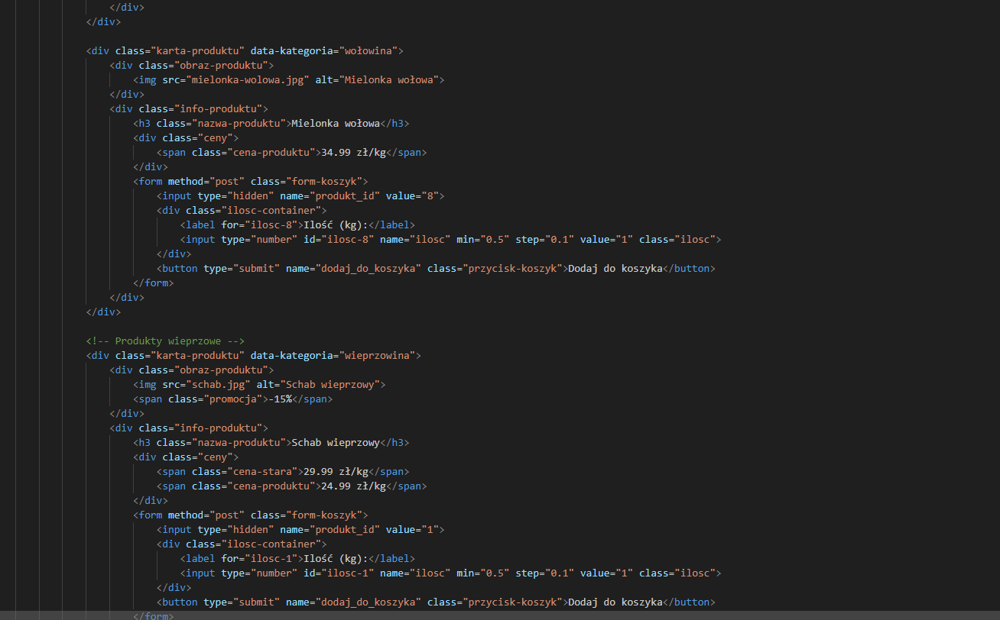 </div>
</div>
<div class="karta-produktu" data-kategoria="wołowina">
<div class="obraz-produktu">
<img src="mielonka-wolowa.jpg" alt="Mielonka wołowa">
</div>
<div class="info-produktu">
<h3 class="nazwa-produktu">Mielonka wołowa</h3>
<div class="ceny">
<span class="cena-produktu">34.99 zł/kg</span>
</div>
<form method="post" class="form-koszyk">
<input type="hidden" name="produkt_id" value="8">
<div class="ilosc-container">
<label for="ilosc-8">Ilość (kg):</label>
<input type="number" id="ilosc-8" name="ilosc" min="0.5" step="0.1" value="1" class="ilosc">
</div>
<button type="submit" name="dodaj_do_koszyka" class="przycisk-koszyk">Dodaj do koszyka</button>
</form>
</div>
</div>
<!-- Produkty wieprzowe -->
<div class="karta-produktu" data-kategoria="wieprzowina">
<div class="obraz-produktu">
<img src="schab.jpg" alt="Schab wieprzowy">
<span class="promocja">-15%</span>
</div>
<div class="info-produktu">
<h3 class="nazwa-produktu">Schab wieprzowy</h3>
<div class="ceny">
<span class="cena-stara">29.99 zł/kg</span>
<span class="cena-produktu">24.99 zł/kg</span>
</div>
<form method="post" class="form-koszyk">
<input type="hidden" name="produkt_id" value="1">
<div class="ilosc-container">
<label for="ilosc-1">Ilość (kg):</label>
<input type="number" id="ilosc-1" name="ilosc" min="0.5" step="0.1" value="1" class="ilosc">
</div>
<button type="submit" name="dodaj_do_koszyka" class="przycisk-koszyk">Dodaj do koszyka</button>
</form>